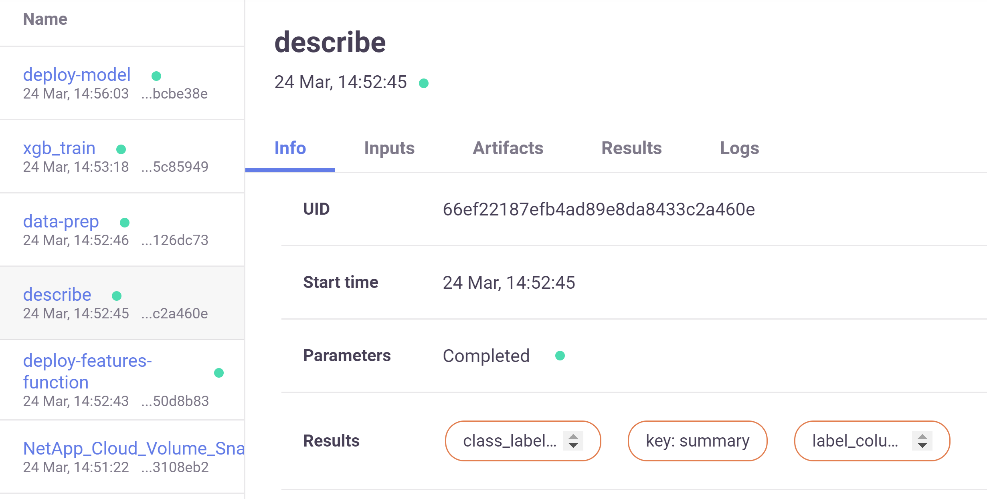 Name
deploy-model
24 Mar, 14:56:03 ...bcbe38e
xgb_train
24 Mar, 14:53:18 ...5c85949
data-prep
24 Mar, 14:52:46 ...126dc73
describe
24 Mar, 14:52:45 ...c2a460e
deploy-features-
function
24 Mar, 14:52:43 ...50d8b83
NetApp_Cloud_Volume_Sna
24 Mar, 14:51:22 ...3108eb2
describe
24 Mar, 14:52:45
Info Inputs Artifacts Results Logs
UID 66ef22187efb4ad89e8da8433c2a460e
Start time 24 Mar, 14:52:45
Parameters Completed
Results class_label... key: summary label_colu...